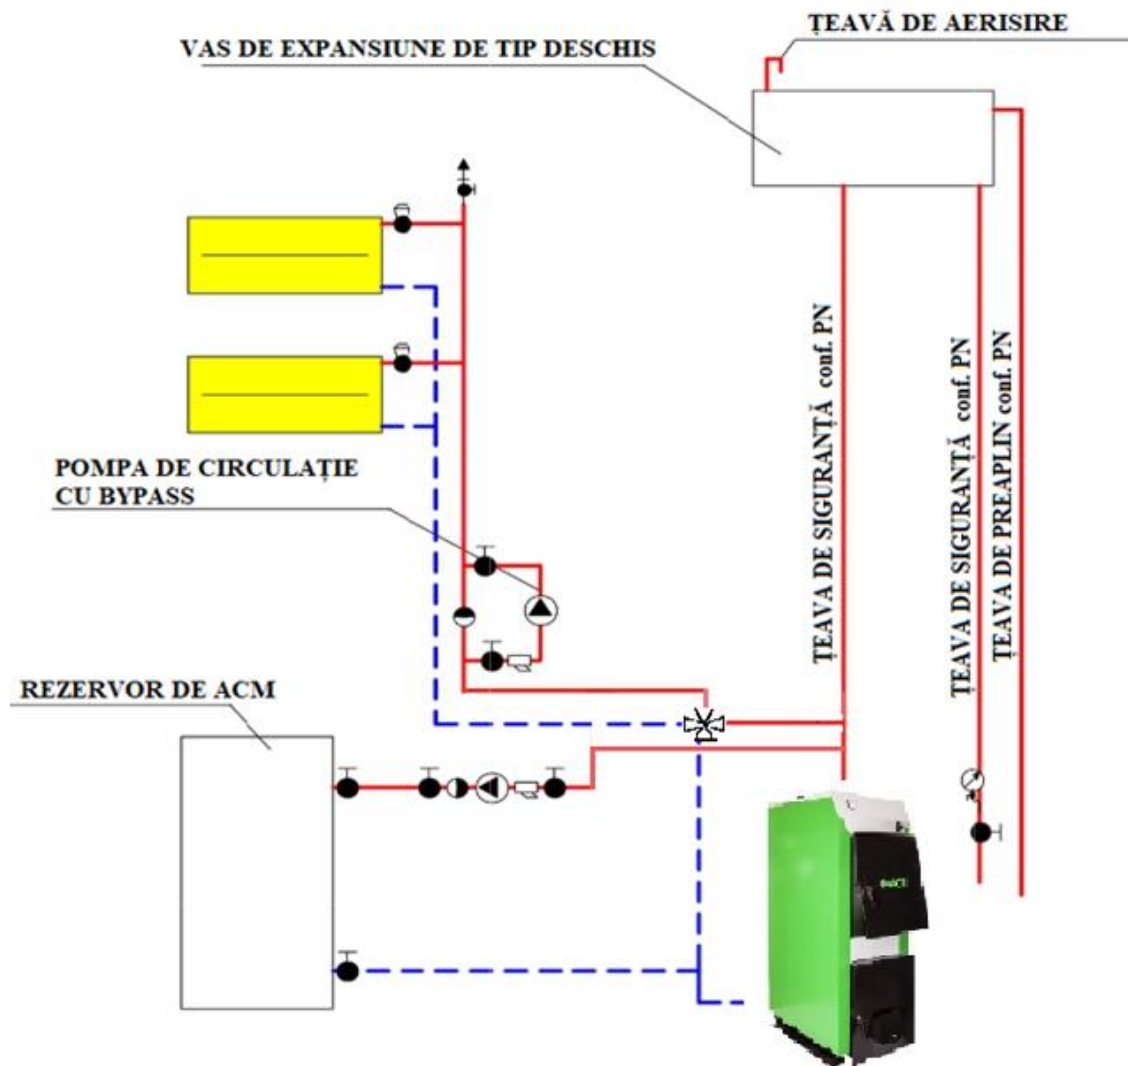 ȚEAVĂ DE AERISIRE
VAS DE EXPANSIUNE DE TIP DESCHIS
ȚEAVA DE SIGURANȚĂ conf. PN
ȚEAVA DE SIGURANȚĂ conf. PN
ȚEAVA DE PREAPLIN conf. PN
POMPA DE CIRCULAȚIE
CU BYPASS
REZERVOR DE ACM